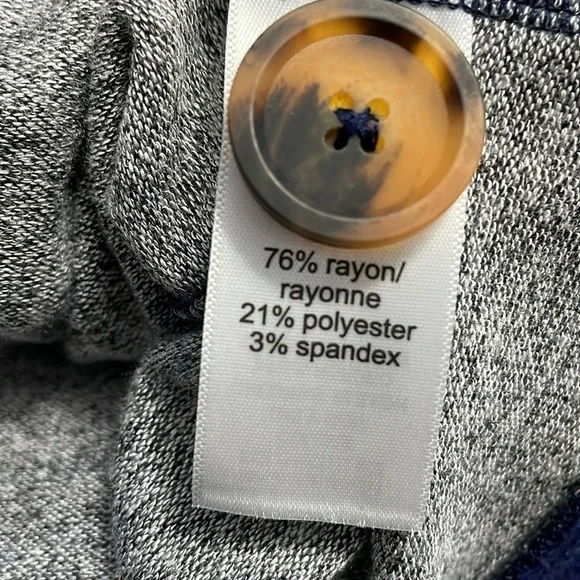 76% rayon/
rayonne
21% polyester
3% spandex